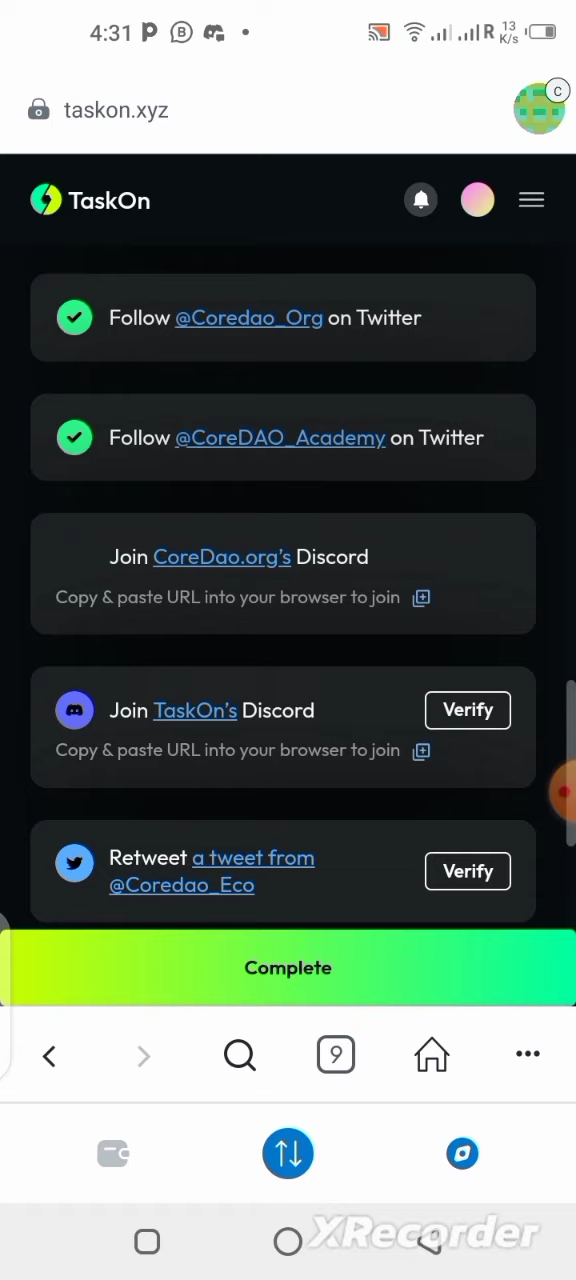 4:31
R 13 K/s
taskon.xyz
C
TaskOn
Follow @Coredao_Org on Twitter
Follow @CoreDAO_Academy on Twitter
Join CoreDao.org's Discord
Copy & paste URL into your browser to join
Join TaskOn's Discord
Verify
Copy & paste URL into your browser to join
Retweet a tweet from
@Coredao_Eco
Verify
Complete
9
XRecorder